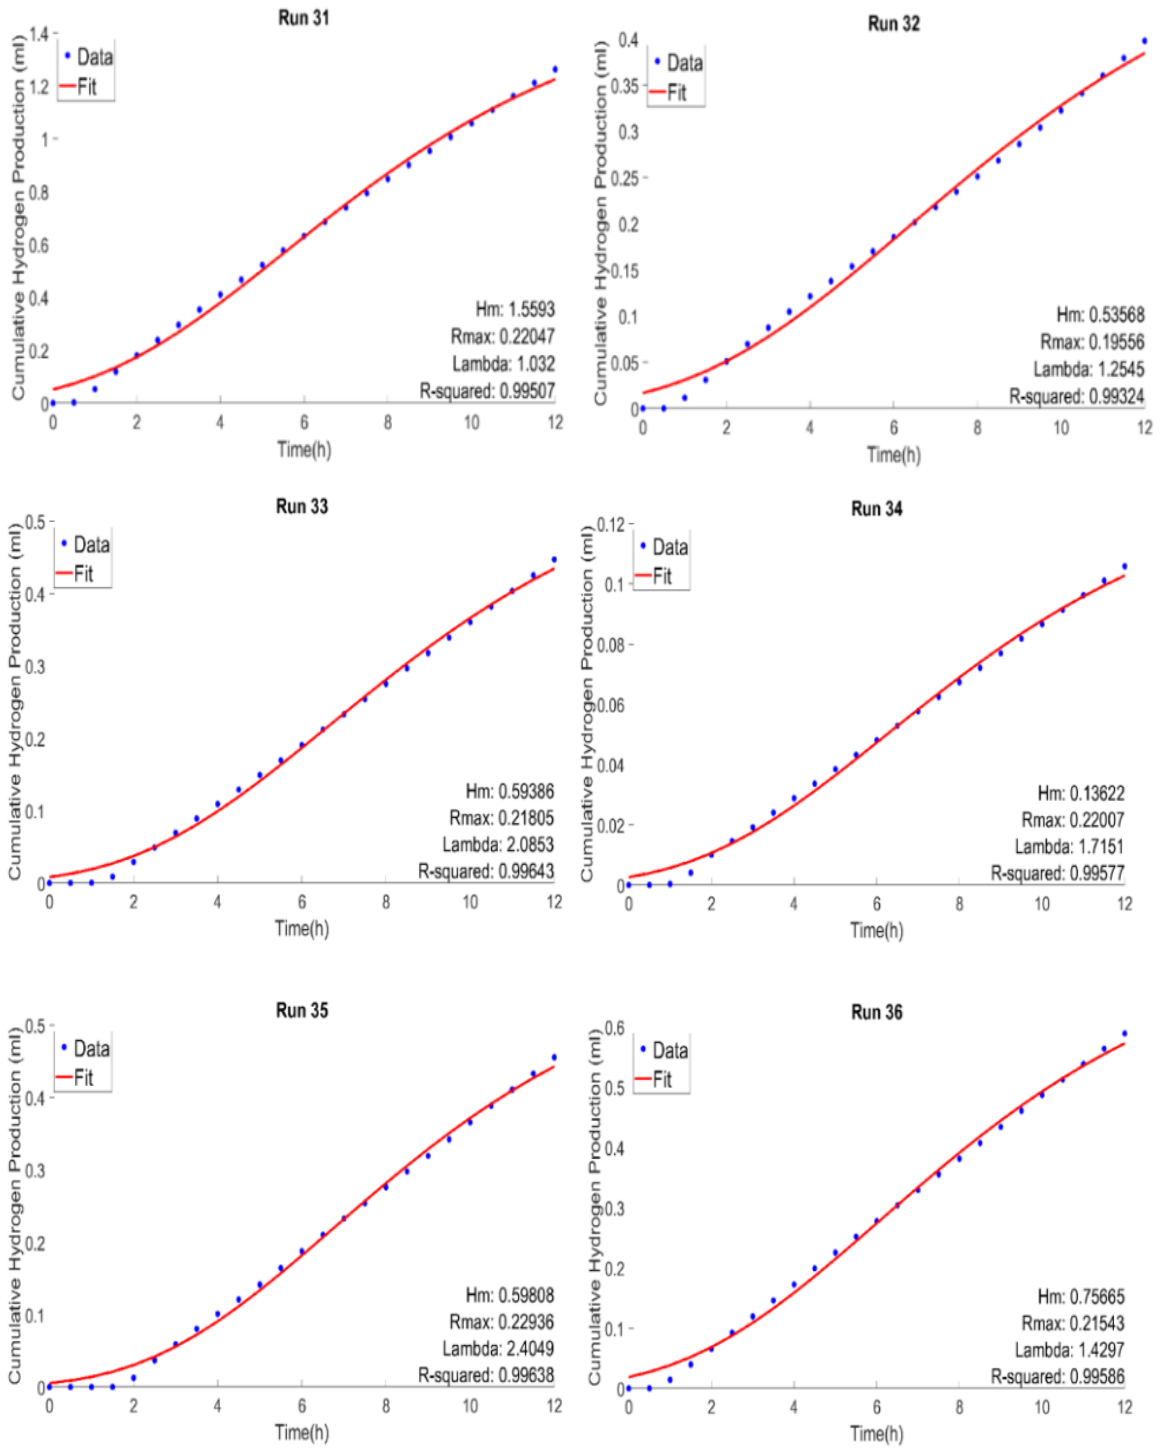 Run 31
Cumulative Hydrogen Production (ml)
1.4
1.2
1
0.8
0.6
0.4
0.2
0
Data
Fit
Hm: 1.5593
Rmax: 0.22047
Lambda: 1.032
R-squared: 0.99507
0 2 4 6 8 10 12
Time(h)
Run 32
Cumulative Hydrogen Production (ml)
0.4
0.35
0.3
0.25
0.2
0.15
0.1
0.05
0
Data
Fit
Hm: 0.53568
Rmax: 0.19556
Lambda: 1.2545
R-squared: 0.99324
0 2 4 6 8 10 12
Time(h)
Run 33
Cumulative Hydrogen Production (ml)
0.5
0.4
0.3
0.2
0.1
0
Data
Fit
Hm: 0.59386
Rmax: 0.21805
Lambda: 2.0853
R-squared: 0.99643
0 2 4 6 8 10 12
Time(h)
Run 34
Cumulative Hydrogen Production (ml)
0.12
0.1
0.08
0.06
0.04
0.02
0
Data
Fit
Hm: 0.13622
Rmax: 0.22007
Lambda: 1.7151
R-squared: 0.99577
0 2 4 6 8 10 12
Time(h)
Run 35
Cumulative Hydrogen Production (ml)
0.5
0.4
0.3
0.2
0.1
0
Data
Fit
Hm: 0.59808
Rmax: 0.22936
Lambda: 2.4049
R-squared: 0.99638
0 2 4 6 8 10 12
Time(h)
Run 36
Cumulative Hydrogen Production (ml)
0.6
0.5
0.4
0.3
0.2
0.1
0
Data
Fit
Hm: 0.75665
Rmax: 0.21543
Lambda: 1.4297
R-squared: 0.99586
0 2 4 6 8 10 12
Time(h)